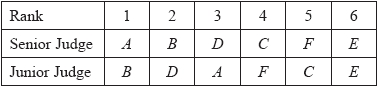 Rank 1 2 3 4 5 6
Senior Judge A B D C F E
Junior Judge B D A F C E